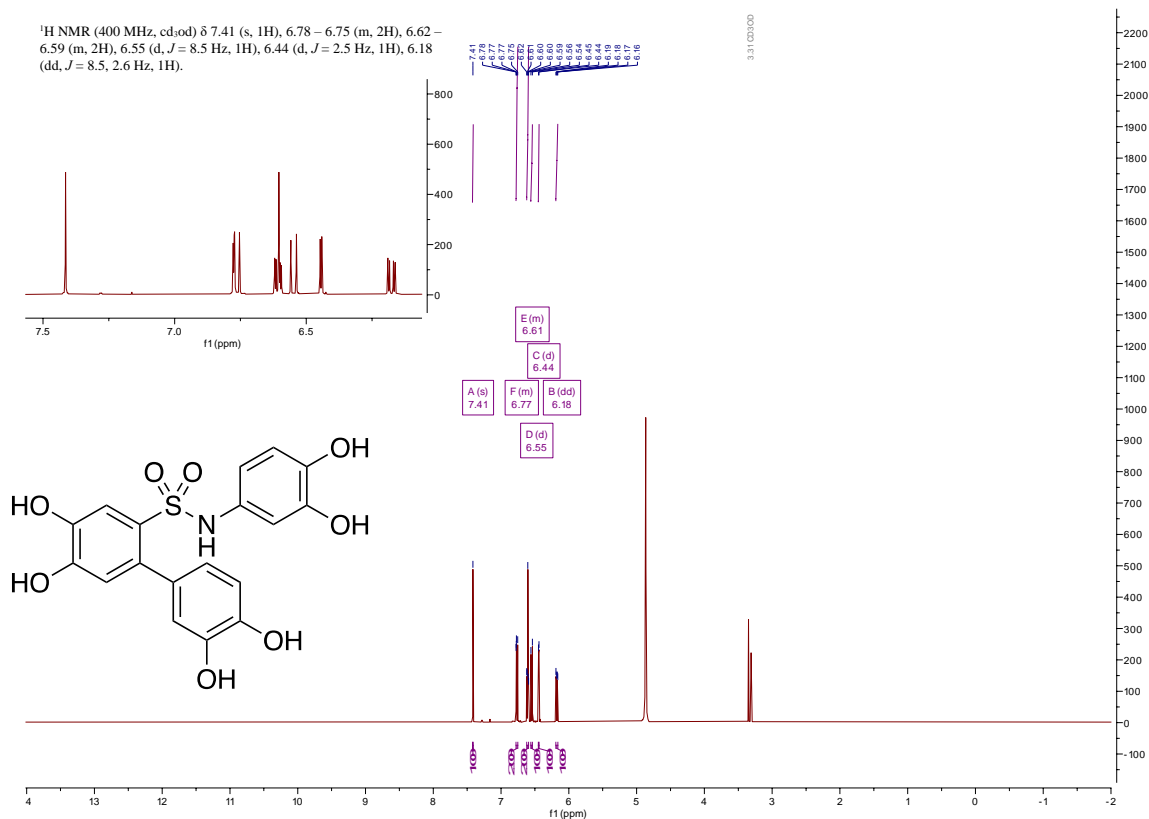 ¹H NMR (400 MHz, cd₃od) δ 7.41 (s, 1H), 6.78 – 6.75 (m, 2H), 6.62 –
6.59 (m, 2H), 6.55 (d, J = 8.5 Hz, 1H), 6.44 (d, J = 2.5 Hz, 1H), 6.18
(dd, J = 8.5, 2.6 Hz, 1H).
7.41
6.78
6.77
6.77
6.75
6.62
6.61
6.60
6.60
6.59
6.56
6.54
6.45
6.44
6.19
6.18
6.17
6.16
3.31 CD3OD
800
600
400
200
0
7.5 7.0 6.5
f1 (ppm)
E (m)
6.61
C (d)
6.44
A (s)
7.41
F (m)
6.77
B (dd)
6.18
D (d)
6.55
O O
S
N
H
OH
OH
HO
HO
OH
OH
2200
2100
2000
1900
1800
1700
1600
1500
1400
1300
1200
1100
1000
900
800
700
600
500
400
300
200
100
0
-100
4 13 12 11 10 9 8 7 6 5 4 3 2 1 0 -1 -2
f1 (ppm)